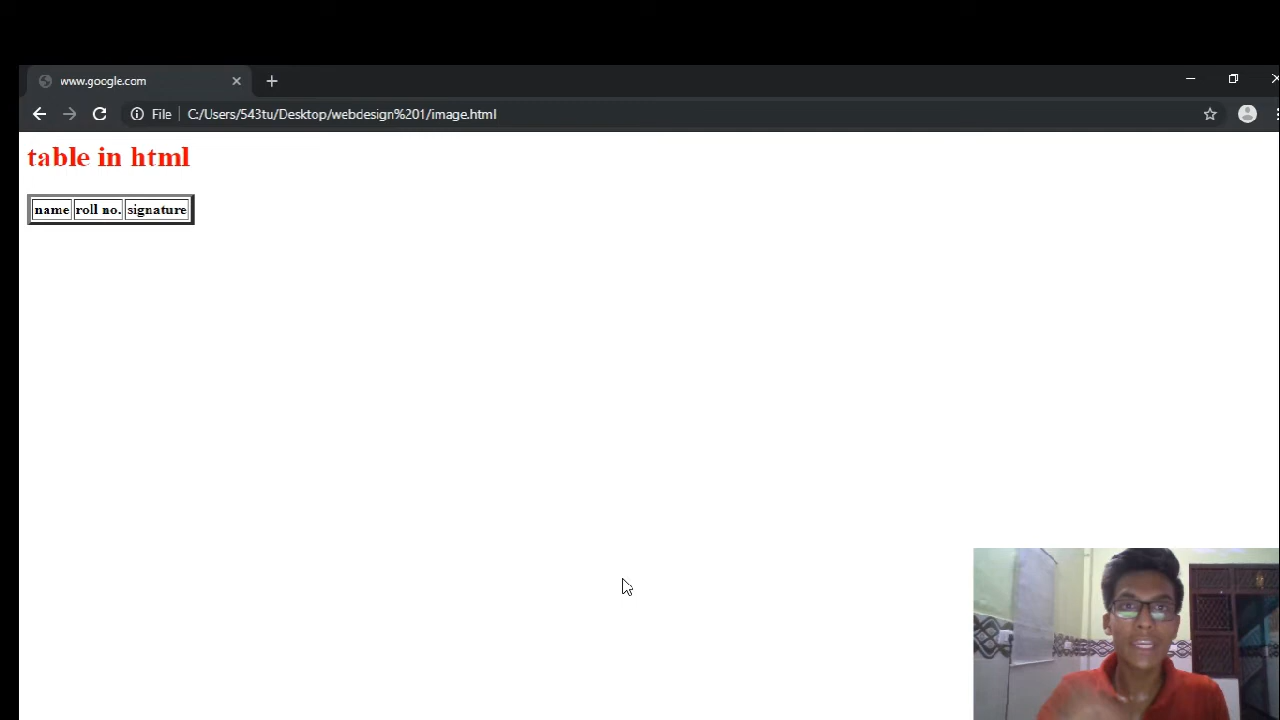 www.google.com
File C:/Users/543tu/Desktop/webdesign%201/image.html
table in html
name roll no. signature